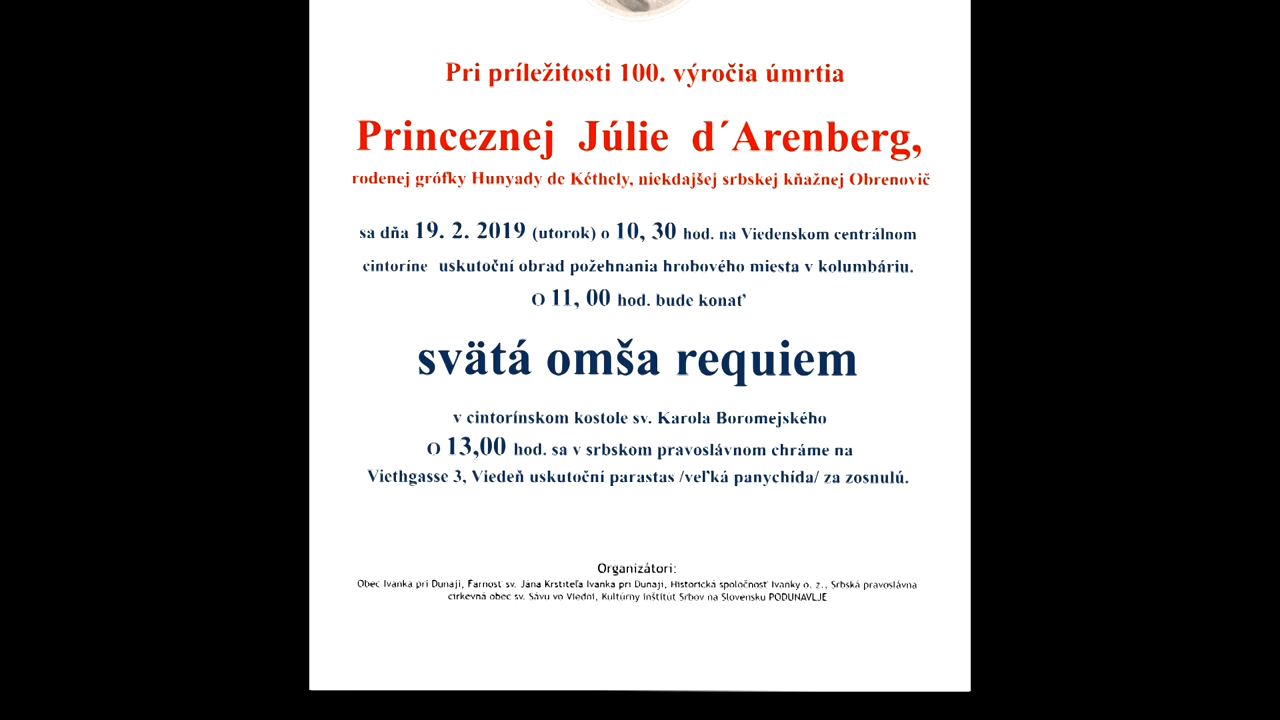 Pri príležitosti 100. výročia úmrtia
Princeznej Júlie d´Arenberg,
rodenej grófky Hunyady de Kéthely, niekdajšej srbskej kňažnej Obrenovič
sa dňa 19. 2. 2019 (utorok) o 10, 30 hod. na Viedenskom centrálnom
cintoríne uskutoční obrad požehnania hrobového miesta v kolumbáriu.
O 11, 00 hod. bude konať
svätá omša requiem
v cintorínskom kostole sv. Karola Boromejského
O 13,00 hod. sa v srbskom pravoslávnom chráme na
Viethgasse 3, Viedeň uskutoční parastas /veľká panychída/ za zosnulú.
Organizátori:
Obec Ivanka pri Dunaji, Farnosť sv. Jána Krstiteľa Ivanka pri Dunaji, Historická spoločnosť Ivanky o. z., Srbská pravoslávna
cirkevná obec sv. Sávu vo Viedni, Kultúrny inštitút Srbov na Slovensku PODUNAVLJE